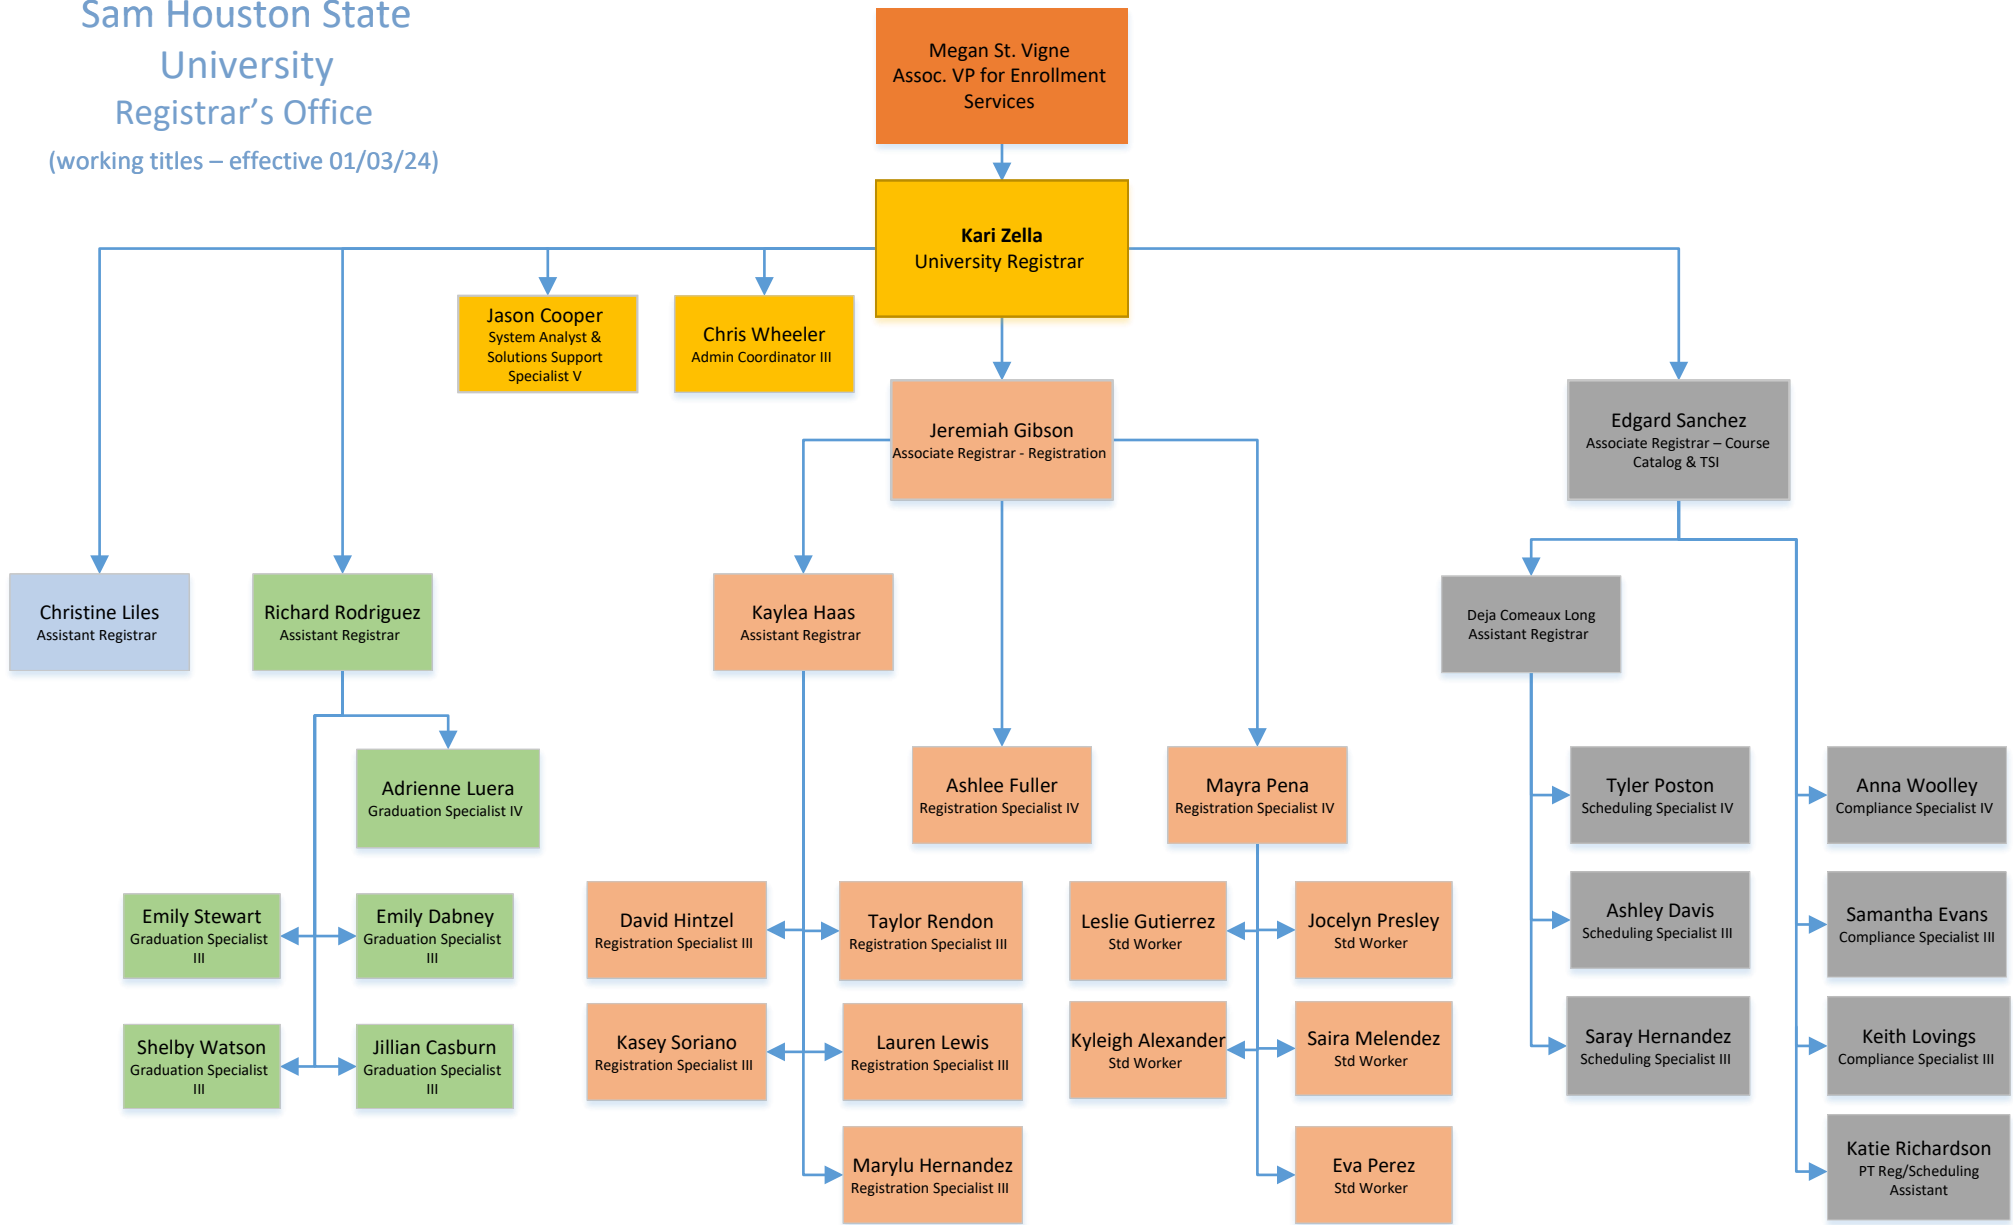 Sam Houston State
University
Registrar's Office
(working titles – effective 01/03/24)
Megan St. Vigne
Assoc. VP for Enrollment
Services
Kari Zella
University Registrar
Jason Cooper
System Analyst &
Solutions Support
Specialist V
Chris Wheeler
Admin Coordinator III
Jeremiah Gibson
Associate Registrar - Registration
Edgard Sanchez
Associate Registrar – Course
Catalog & TSI
Christine Liles
Assistant Registrar
Richard Rodriguez
Assistant Registrar
Kaylea Haas
Assistant Registrar
Deja Comeaux Long
Assistant Registrar
Adrienne Luera
Graduation Specialist IV
Ashlee Fuller
Registration Specialist IV
Mayra Pena
Registration Specialist IV
Tyler Poston
Scheduling Specialist IV
Anna Woolley
Compliance Specialist IV
Emily Stewart
Graduation Specialist
III
Emily Dabney
Graduation Specialist
III
David Hintzel
Registration Specialist III
Taylor Rendon
Registration Specialist III
Leslie Gutierrez
Std Worker
Jocelyn Presley
Std Worker
Ashley Davis
Scheduling Specialist III
Samantha Evans
Compliance Specialist III
Shelby Watson
Graduation Specialist
III
Jillian Casburn
Graduation Specialist
III
Kasey Soriano
Registration Specialist III
Lauren Lewis
Registration Specialist III
Kyleigh Alexander
Std Worker
Saira Melendez
Std Worker
Saray Hernandez
Scheduling Specialist III
Keith Lovings
Compliance Specialist III
Marylu Hernandez
Registration Specialist III
Eva Perez
Std Worker
Katie Richardson
PT Reg/Scheduling
Assistant